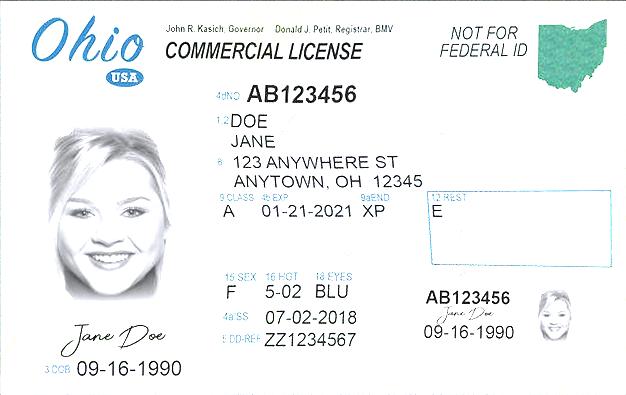 Ohio
USA
John R. Kasich, Governor Donald J. Petit, Registrar, BMV
COMMERCIAL LICENSE
NOT FOR
FEDERAL ID
4dNO AB123456
1,2 DOE
JANE
8 123 ANYWHERE ST
ANYTOWN, OH 12345
9 CLASS 4b EXP 9aEND 12 REST
A 01-21-2021 XP E
15 SEX 16 HGT 18 EYES
F 5-02 BLU
4a ISS 07-02-2018
5 DD-REF ZZ1234567
AB123456
Jane Doe
09-16-1990
Jane Doe
3 DOB 09-16-1990